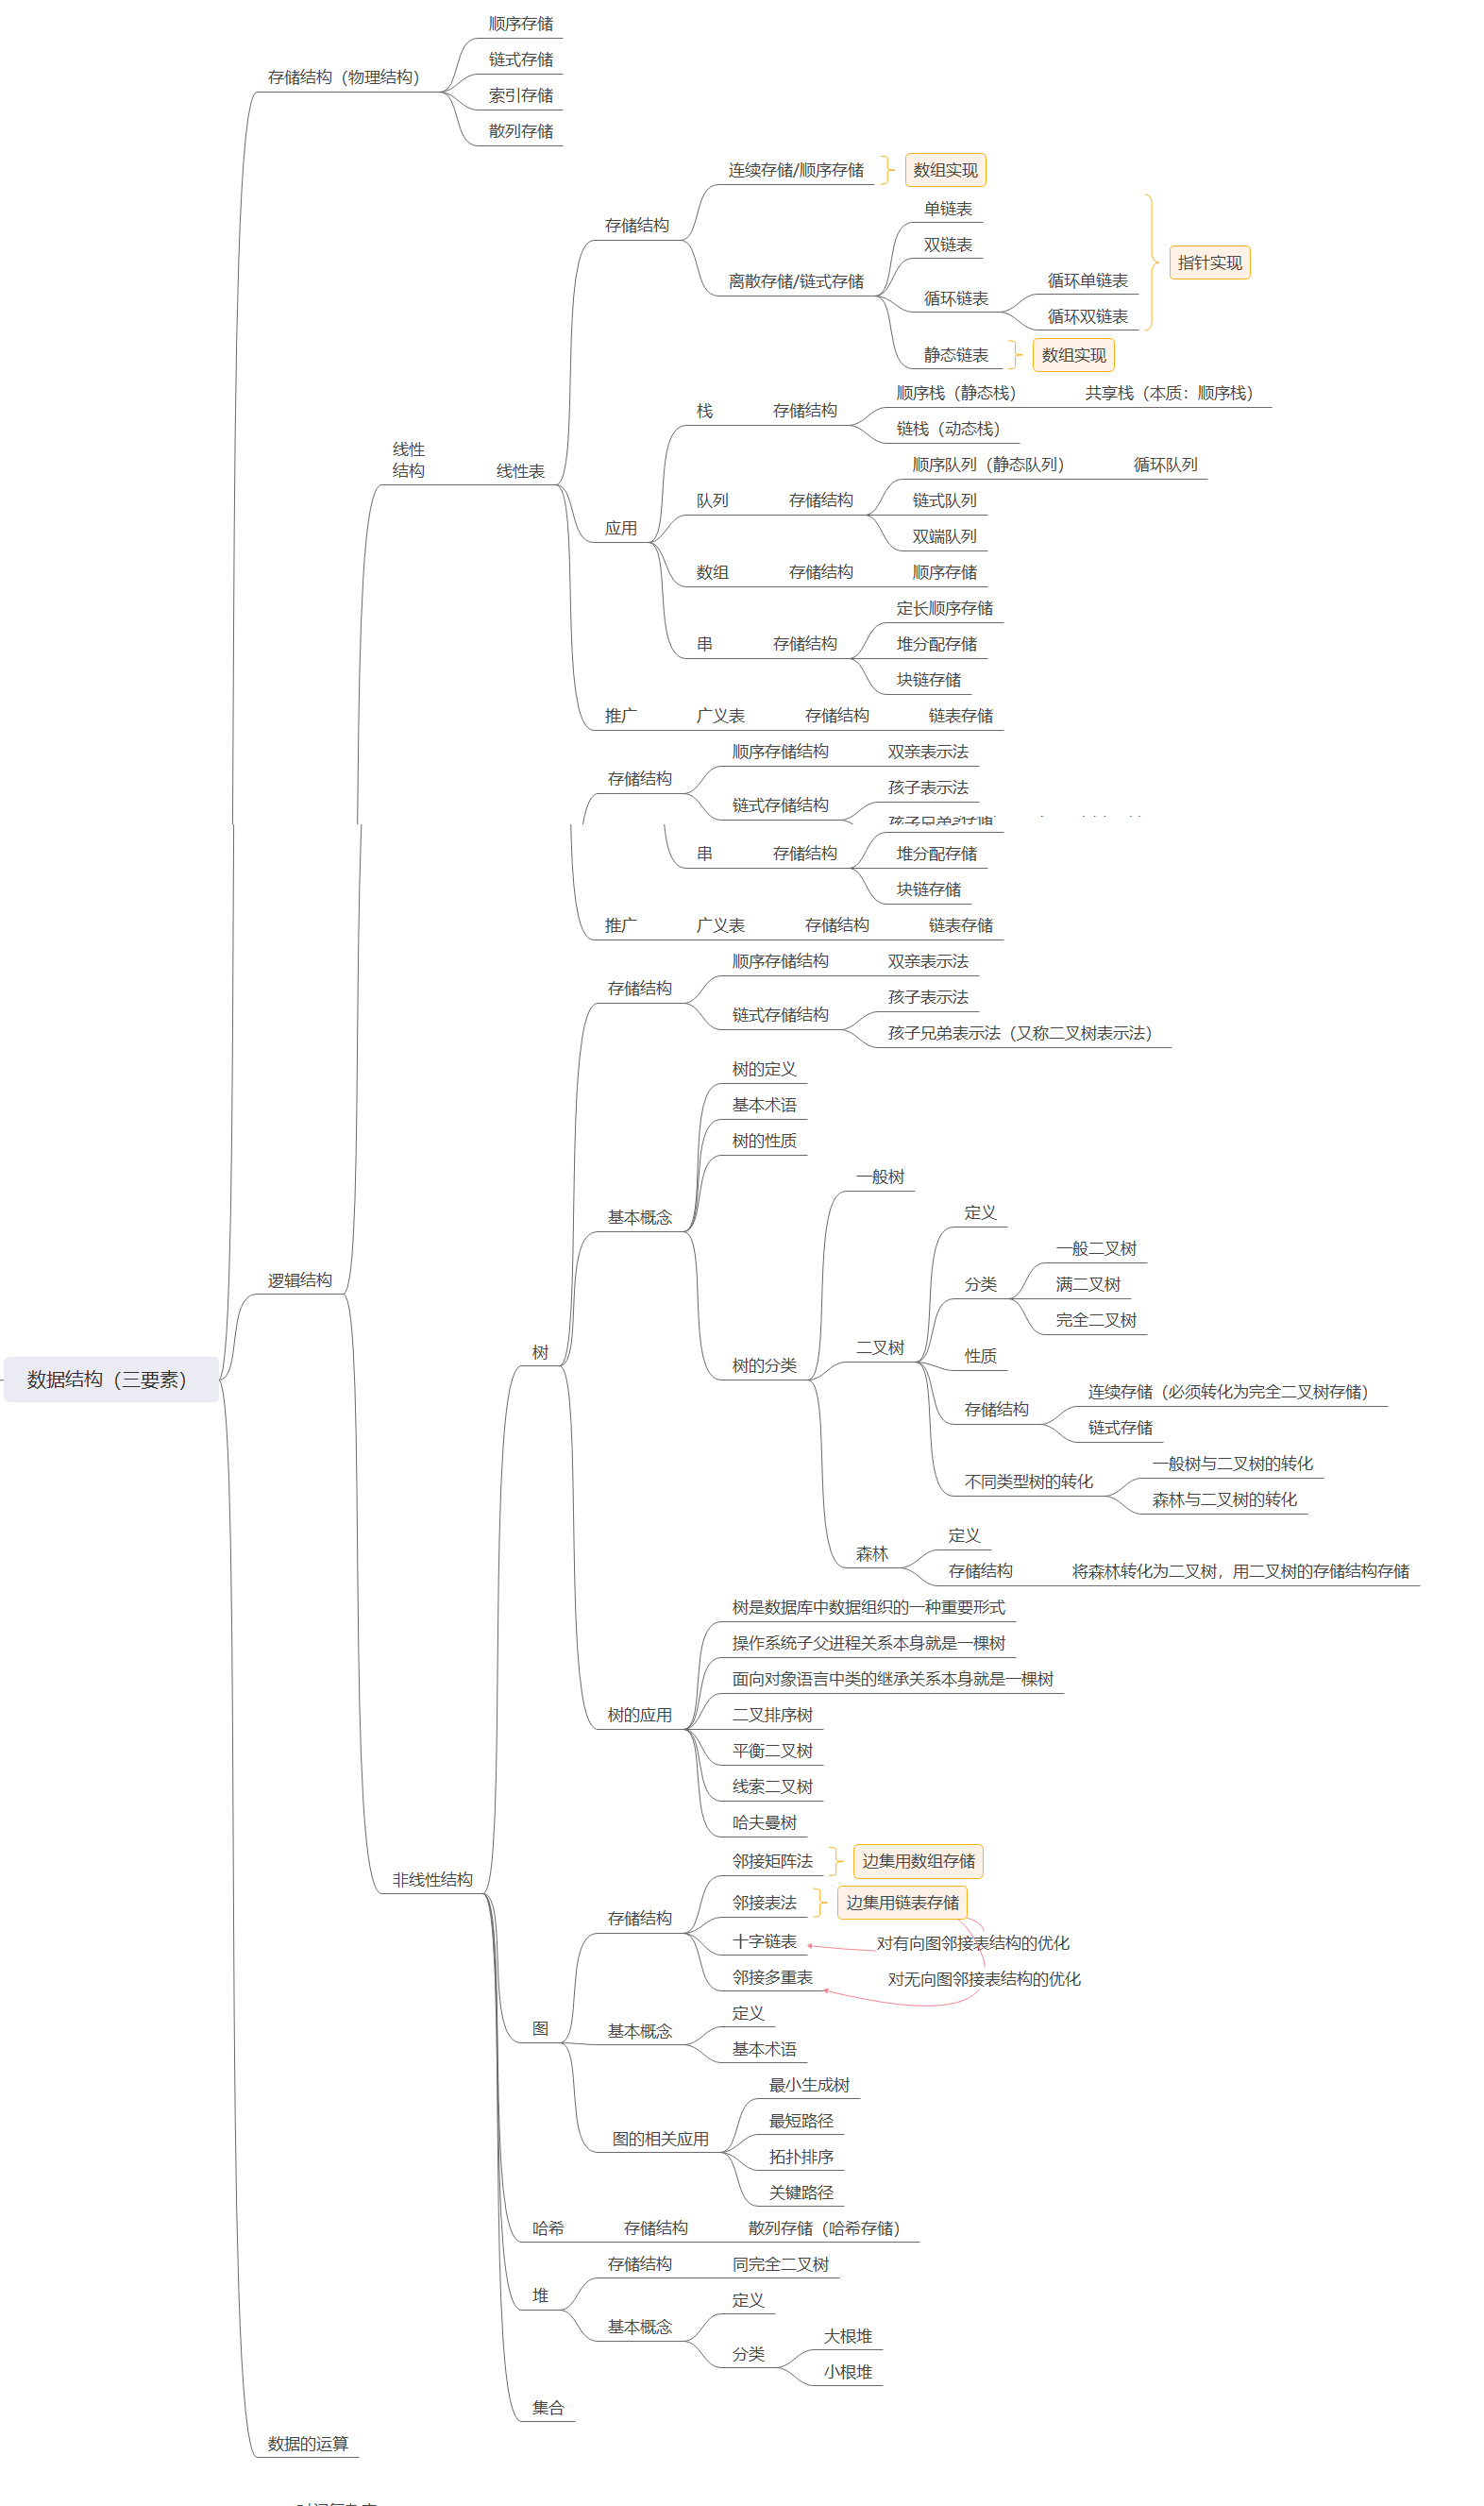 顺序存储
链式存储
存储结构（物理结构）
索引存储
散列存储
连续存储/顺序存储
数组实现
单链表
存储结构
双链表
指针实现
离散存储/链式存储
循环单链表
循环链表
循环双链表
静态链表
数组实现
顺序栈（静态栈）
共享栈（本质：顺序栈）
栈
存储结构
链栈（动态栈）
线性
结构
线性表
顺序队列（静态队列）
循环队列
队列
存储结构
链式队列
应用
双端队列
数组
存储结构
顺序存储
定长顺序存储
串
存储结构
堆分配存储
块链存储
推广
广义表
存储结构
链表存储
顺序存储结构
双亲表示法
存储结构
孩子表示法
链式存储结构
串
存储结构
堆分配存储
块链存储
推广
广义表
存储结构
链表存储
顺序存储结构
双亲表示法
存储结构
孩子表示法
链式存储结构
孩子兄弟表示法（又称二叉树表示法）
树的定义
基本术语
树的性质
一般树
基本概念
定义
一般二叉树
逻辑结构
分类
满二叉树
完全二叉树
树
二叉树
性质
树的分类
数据结构（三要素）
连续存储（必须转化为完全二叉树存储）
存储结构
链式存储
一般树与二叉树的转化
不同类型树的转化
森林与二叉树的转化
定义
森林
存储结构
将森林转化为二叉树，用二叉树的存储结构存储
树是数据库中数据组织的一种重要形式
操作系统子父进程关系本身就是一棵树
面向对象语言中类的继承关系本身就是一棵树
树的应用
二叉排序树
平衡二叉树
线索二叉树
哈夫曼树
邻接矩阵法
边集用数组存储
非线性结构
邻接表法
边集用链表存储
存储结构
十字链表
对有向图邻接表结构的优化
邻接多重表
对无向图邻接表结构的优化
定义
图
基本概念
基本术语
最小生成树
最短路径
图的相关应用
拓扑排序
关键路径
哈希
存储结构
散列存储（哈希存储）
存储结构
同完全二叉树
堆
定义
基本概念
大根堆
分类
小根堆
集合
数据的运算